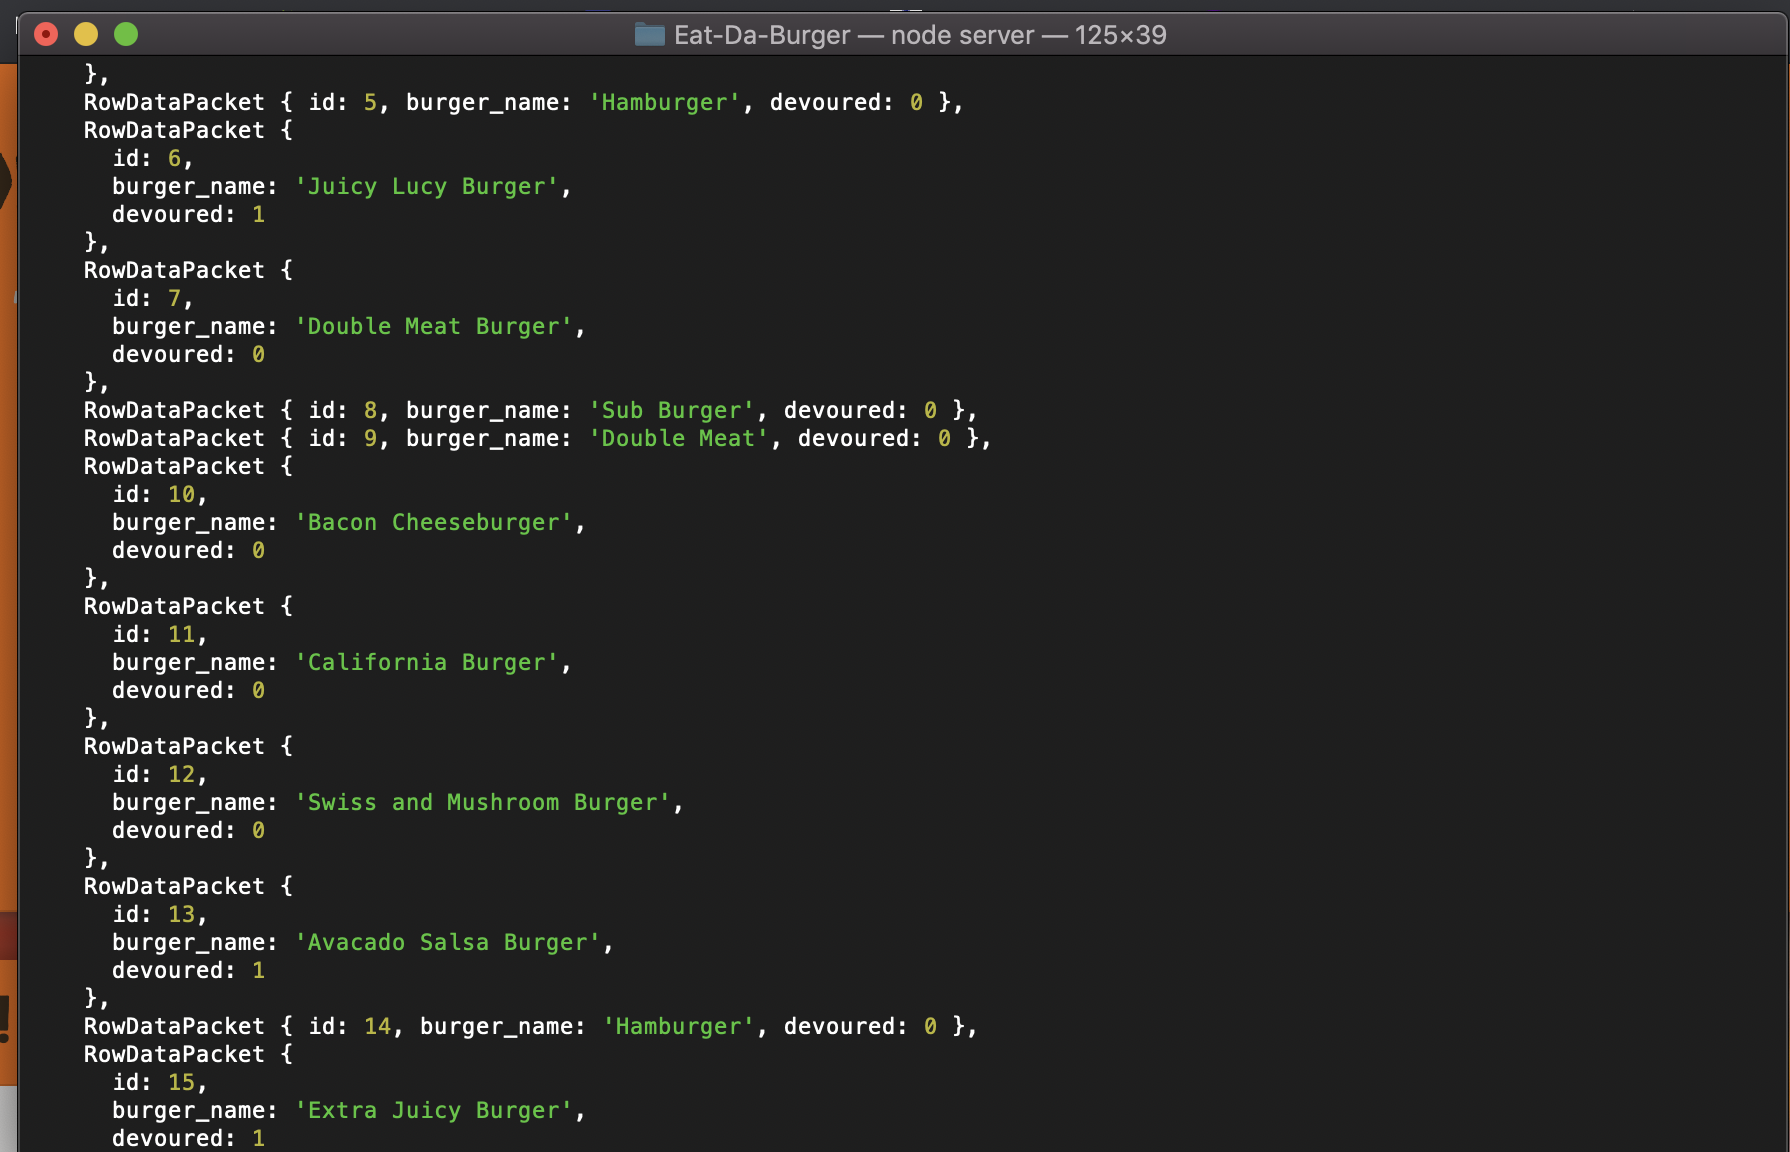 Eat-Da-Burger — node server — 125×39
},
RowDataPacket { id: 5, burger_name: 'Hamburger', devoured: 0 },
RowDataPacket {
id: 6,
burger_name: 'Juicy Lucy Burger',
devoured: 1
},
RowDataPacket {
id: 7,
burger_name: 'Double Meat Burger',
devoured: 0
},
RowDataPacket { id: 8, burger_name: 'Sub Burger', devoured: 0 },
RowDataPacket { id: 9, burger_name: 'Double Meat', devoured: 0 },
RowDataPacket {
id: 10,
burger_name: 'Bacon Cheeseburger',
devoured: 0
},
RowDataPacket {
id: 11,
burger_name: 'California Burger',
devoured: 0
},
RowDataPacket {
id: 12,
burger_name: 'Swiss and Mushroom Burger',
devoured: 0
},
RowDataPacket {
id: 13,
burger_name: 'Avacado Salsa Burger',
devoured: 1
},
RowDataPacket { id: 14, burger_name: 'Hamburger', devoured: 0 },
RowDataPacket {
id: 15,
burger_name: 'Extra Juicy Burger',
devoured: 1